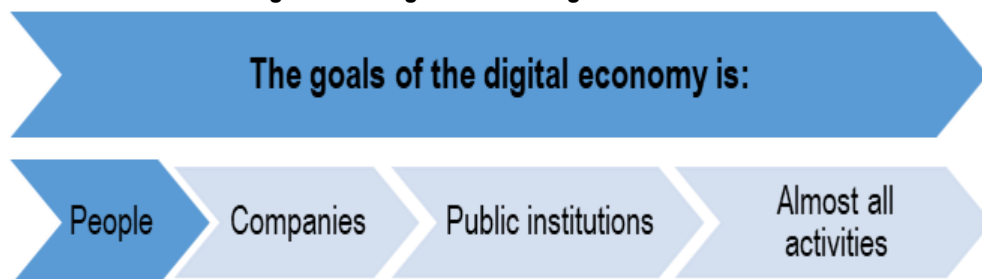 The goals of the digital economy is:
People
Companies
Public institutions
Almost all
activities